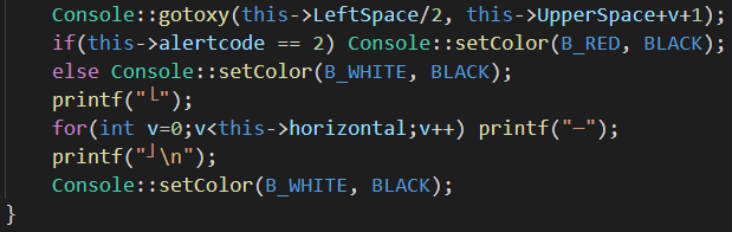 Console::gotoxy(this->LeftSpace/2, this->UpperSpace+v+1);
if(this->alertcode == 2) Console::setColor(B_RED, BLACK);
else Console::setColor(B_WHITE, BLACK);
printf("└");
for(int v=0;v<this->horizontal;v++) printf("─");
printf("┘\n");
Console::setColor(B_WHITE, BLACK);
}